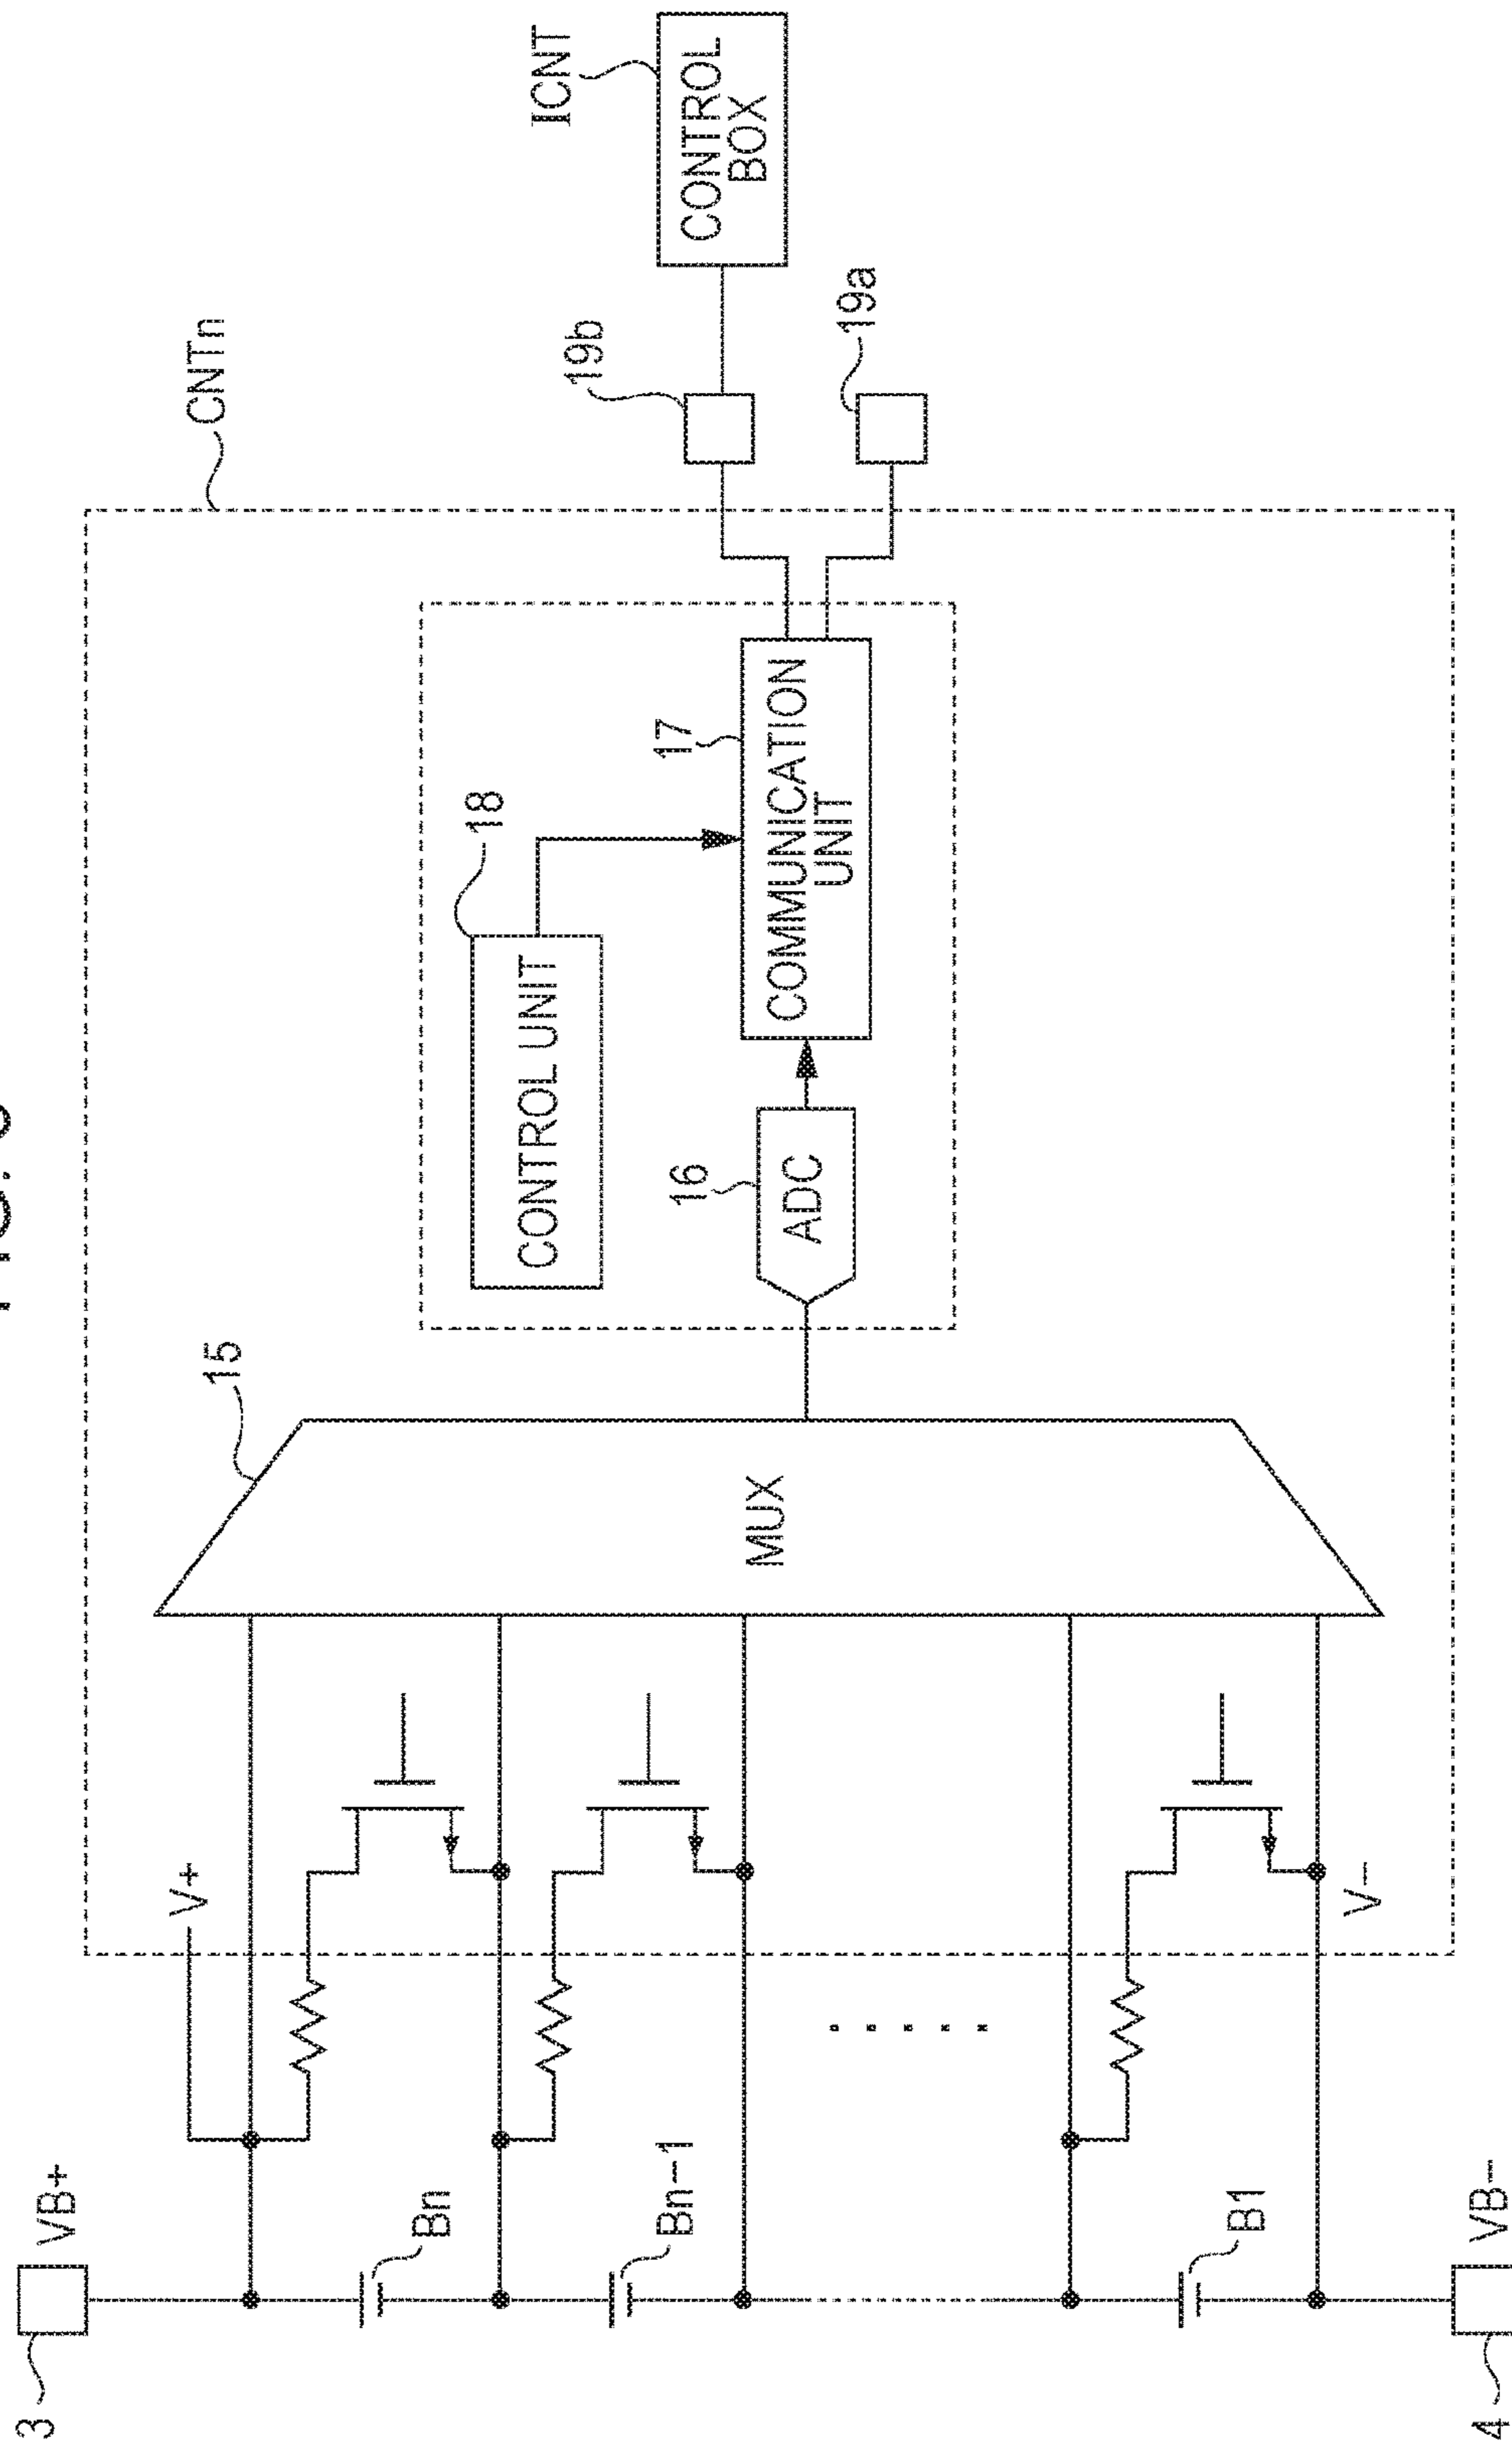 3
VB+
V+
15
CNTn
Bn
Bn−1
B1
MUX
CONTROL UNIT
18
16
ADC
17
COMMUNICATION
UNIT
19b
19a
ICNT
CONTROL
BOX
V−
4
VB−